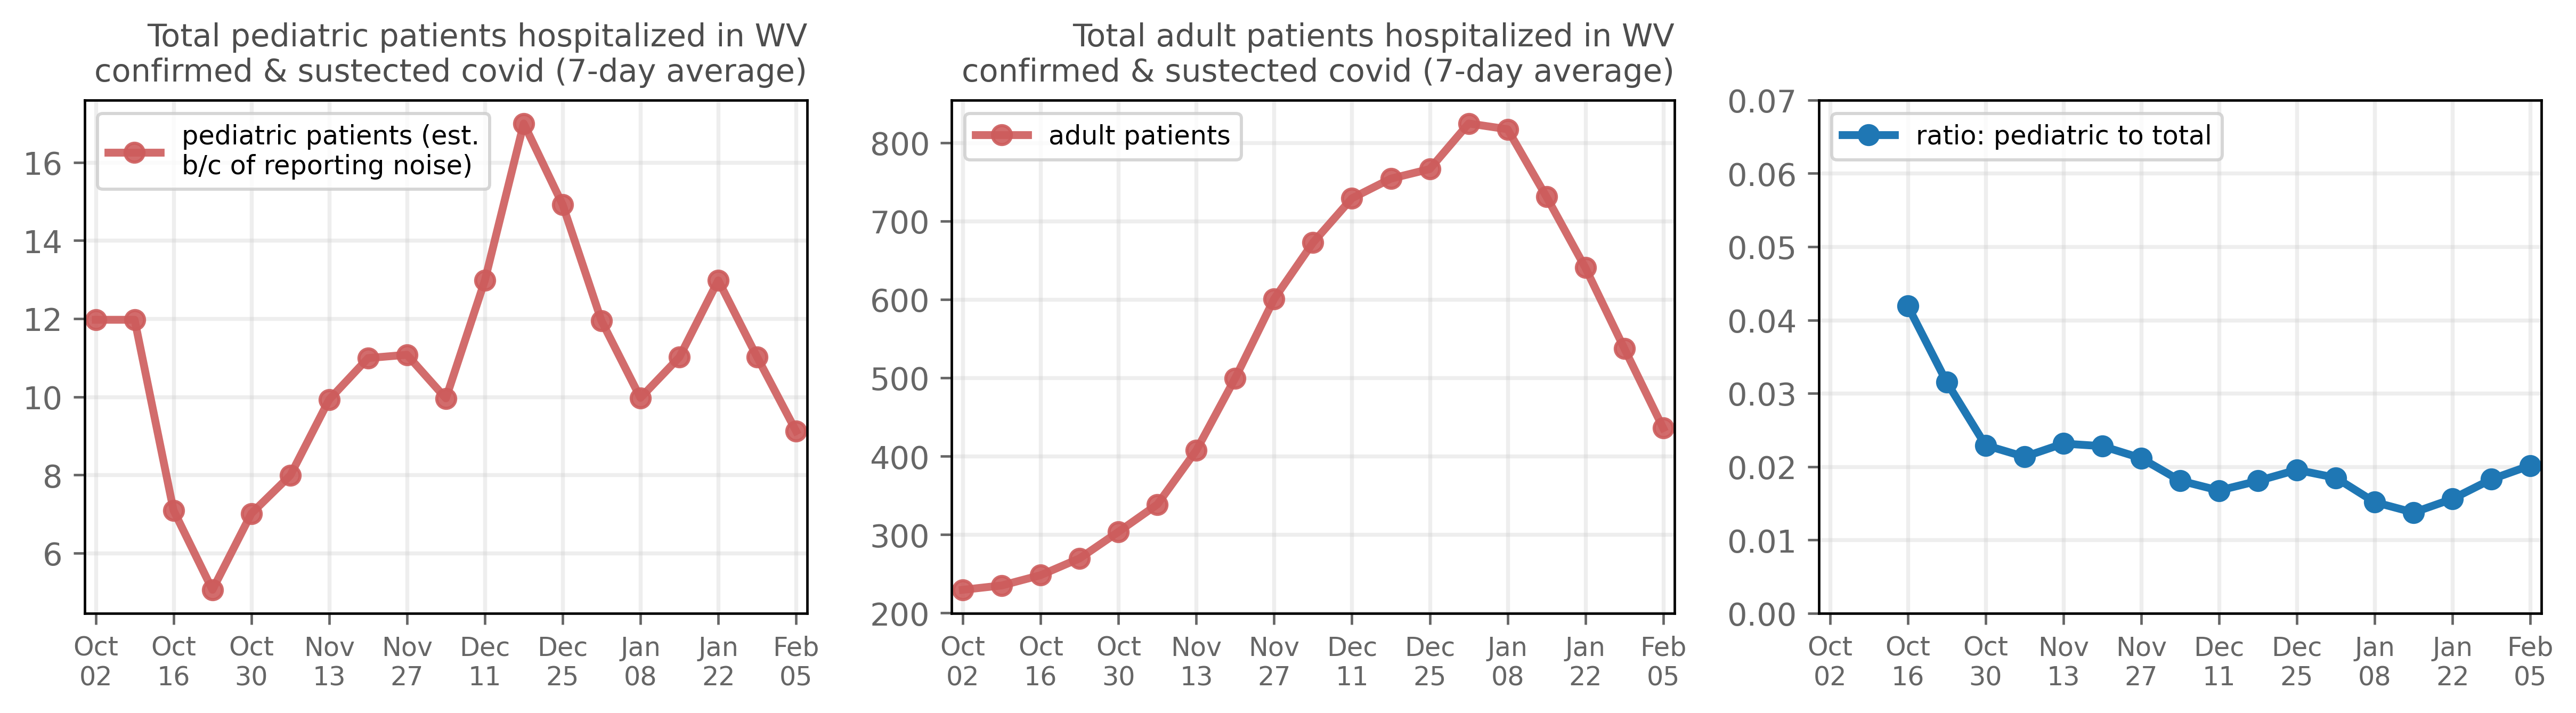 Total pediatric patients hospitalized in WV
confirmed & sustected covid (7-day average)
pediatric patients (est.
b/c of reporting noise)
16
14
12
10
8
6
Oct Oct Oct Nov Nov Dec Dec Jan Jan Feb
02 16 30 13 27 11 25 08 22 05
Total adult patients hospitalized in WV
confirmed & sustected covid (7-day average)
adult patients
800
700
600
500
400
300
200
Oct Oct Oct Nov Nov Dec Dec Jan Jan Feb
02 16 30 13 27 11 25 08 22 05
ratio: pediatric to total
0.07
0.06
0.05
0.04
0.03
0.02
0.01
0.00
Oct Oct Oct Nov Nov Dec Dec Jan Jan Feb
02 16 30 13 27 11 25 08 22 05